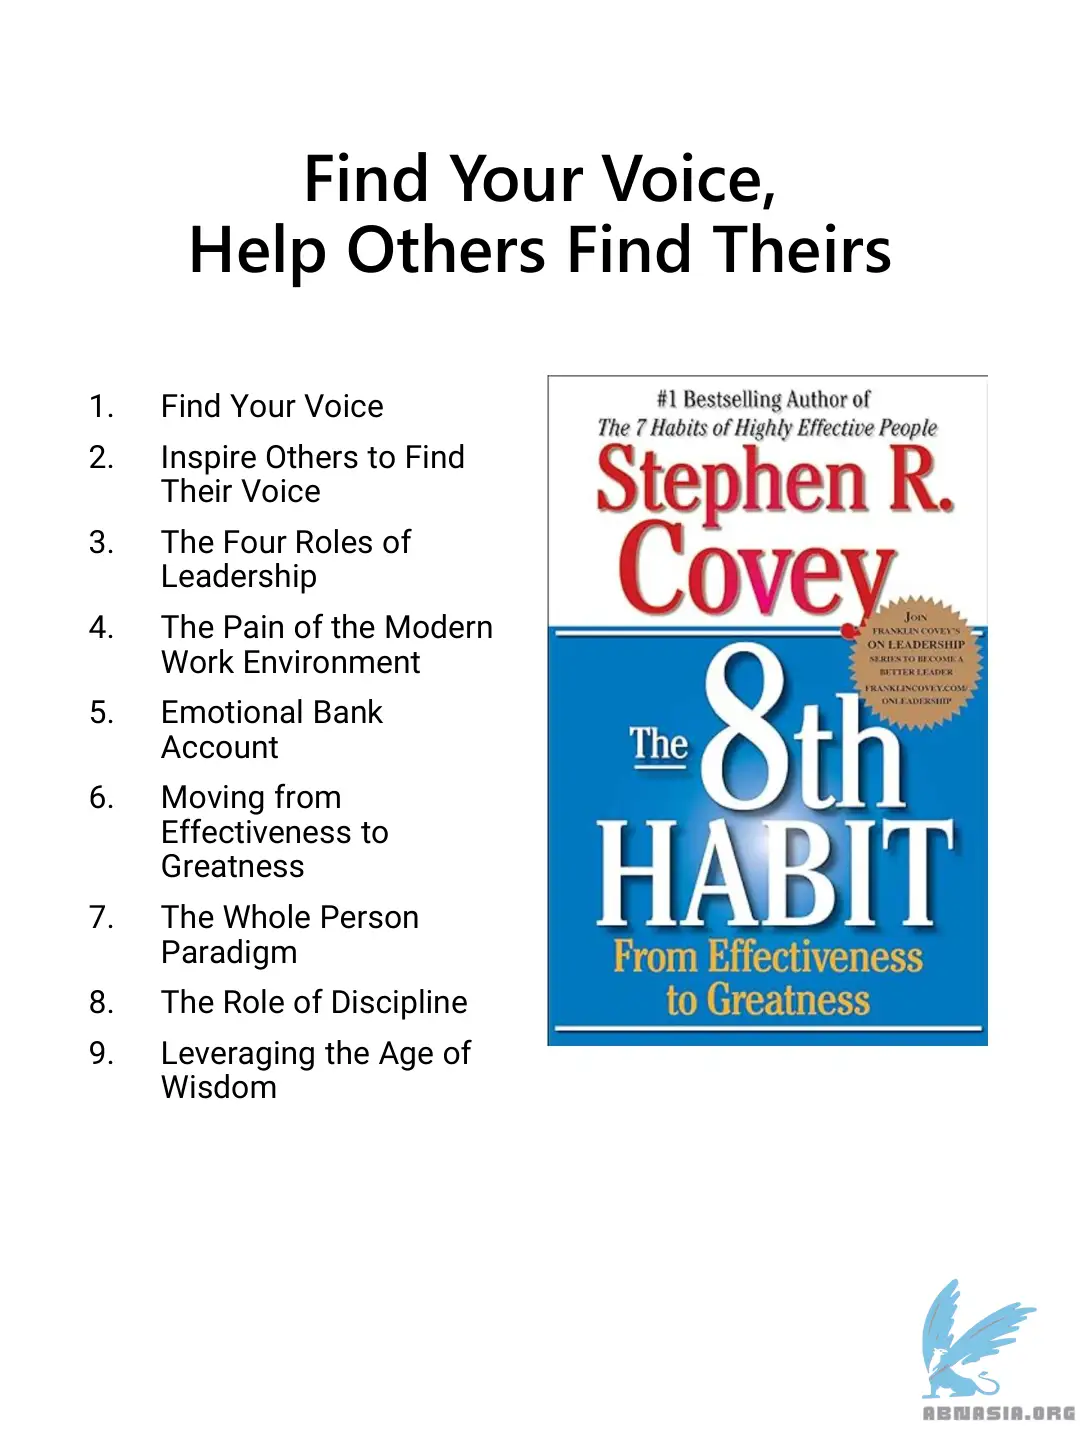 Find Your Voice,
Help Others Find Theirs
1. Find Your Voice
2. Inspire Others to Find
Their Voice
3. The Four Roles of
Leadership
4. The Pain of the Modern
Work Environment
5. Emotional Bank
Account
6. Moving from
Effectiveness to
Greatness
7. The Whole Person
Paradigm
8. The Role of Discipline
9. Leveraging the Age of
Wisdom
#1 Bestselling Author of
The 7 Habits of Highly Effective People
Stephen R.
Covey
JOIN
FRANKLIN COVEY'S
ON LEADERSHIP
SERIES TO BECOME A
BETTER LEADER
FRANKLINCOVEY.COM/
ONLEADERSHIP
The 8th
HABIT
From Effectiveness
to Greatness
ABNASIA.ORG